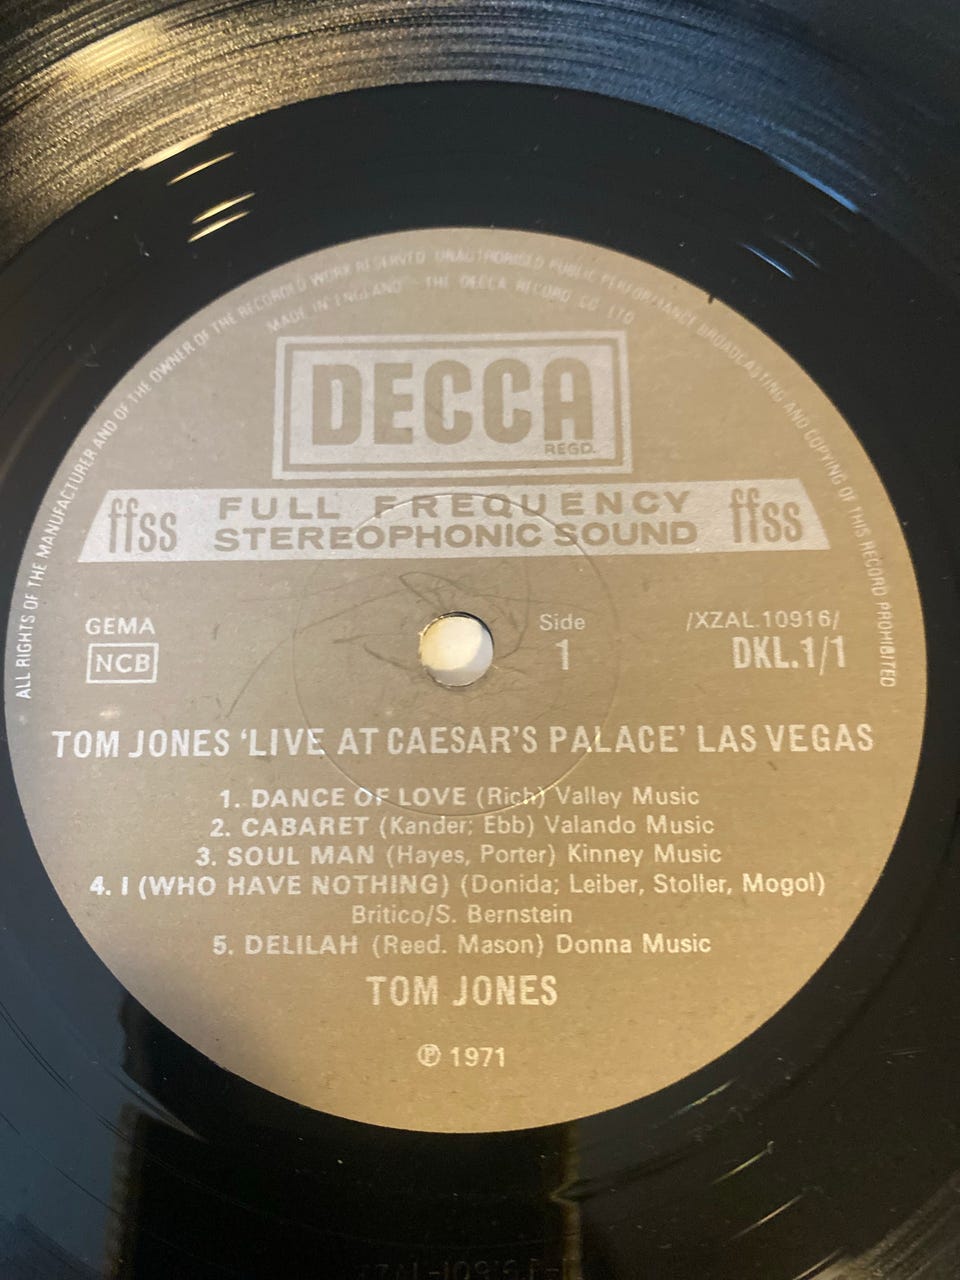 ALL RIGHTS OF THE MANUFACTURER AND OF THE OWNER OF THE RECORDED WORK RESERVED UNAUTHORISED PUBLIC PERFORMANCE BROADCASTING AND COPYING OF THIS RECORD PROHIBITED
MADE IN ENGLAND THE DECCA RECORD CO LTD
DECCA
REGD.
ffss FULL FREQUENCY ffss
STEREOPHONIC SOUND
GEMA Side /XZAL.10916/
NCB 1 DKL.1/1
TOM JONES 'LIVE AT CAESAR'S PALACE' LAS VEGAS
1. DANCE OF LOVE (Rich) Valley Music
2. CABARET (Kander; Ebb) Valando Music
3. SOUL MAN (Hayes, Porter) Kinney Music
4. I (WHO HAVE NOTHING) (Donida; Leiber, Stoller, Mogol)
Britico/S. Bernstein
5. DELILAH (Reed. Mason) Donna Music
TOM JONES
℗ 1971